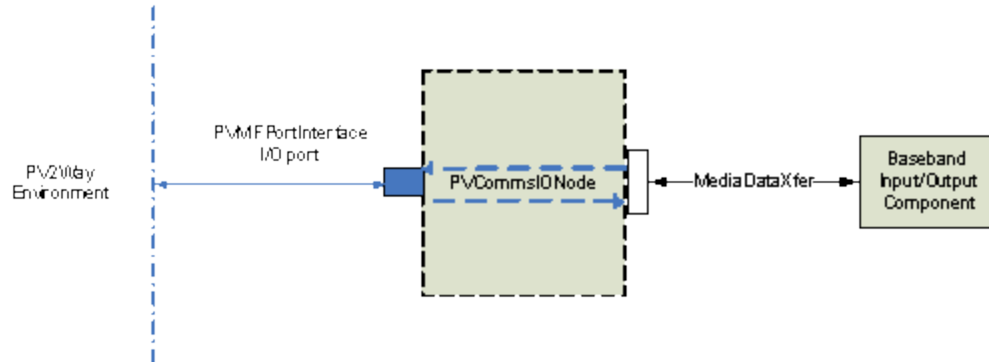 PVMFPortInterface
I/O port
PV2Way
Environment
PVCommsIONode
MediaDataXfer
Baseband
Input/Output
Component